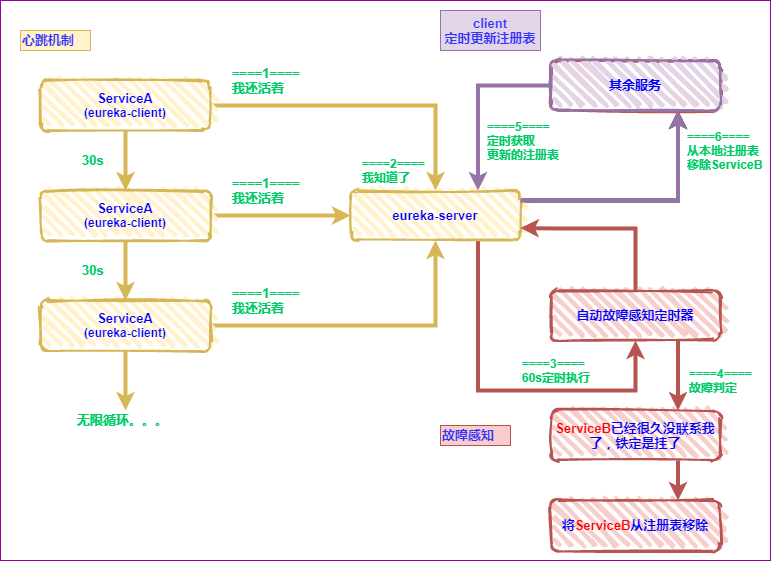 心跳机制
client
定时更新注册表
ServiceA
(eureka-client)
====1====
我还活着
其余服务
30s
====5====
定时获取
更新的注册表
====6====
从本地注册表
移除ServiceB
====2====
我知道了
ServiceA
(eureka-client)
====1====
我还活着
eureka-server
30s
ServiceA
(eureka-client)
====1====
我还活着
自动故障感知定时器
====3====
60s定时执行
====4====
故障判定
无限循环。。。
故障感知
ServiceB已经很久没联系我
了，铁定是挂了
将ServiceB从注册表移除